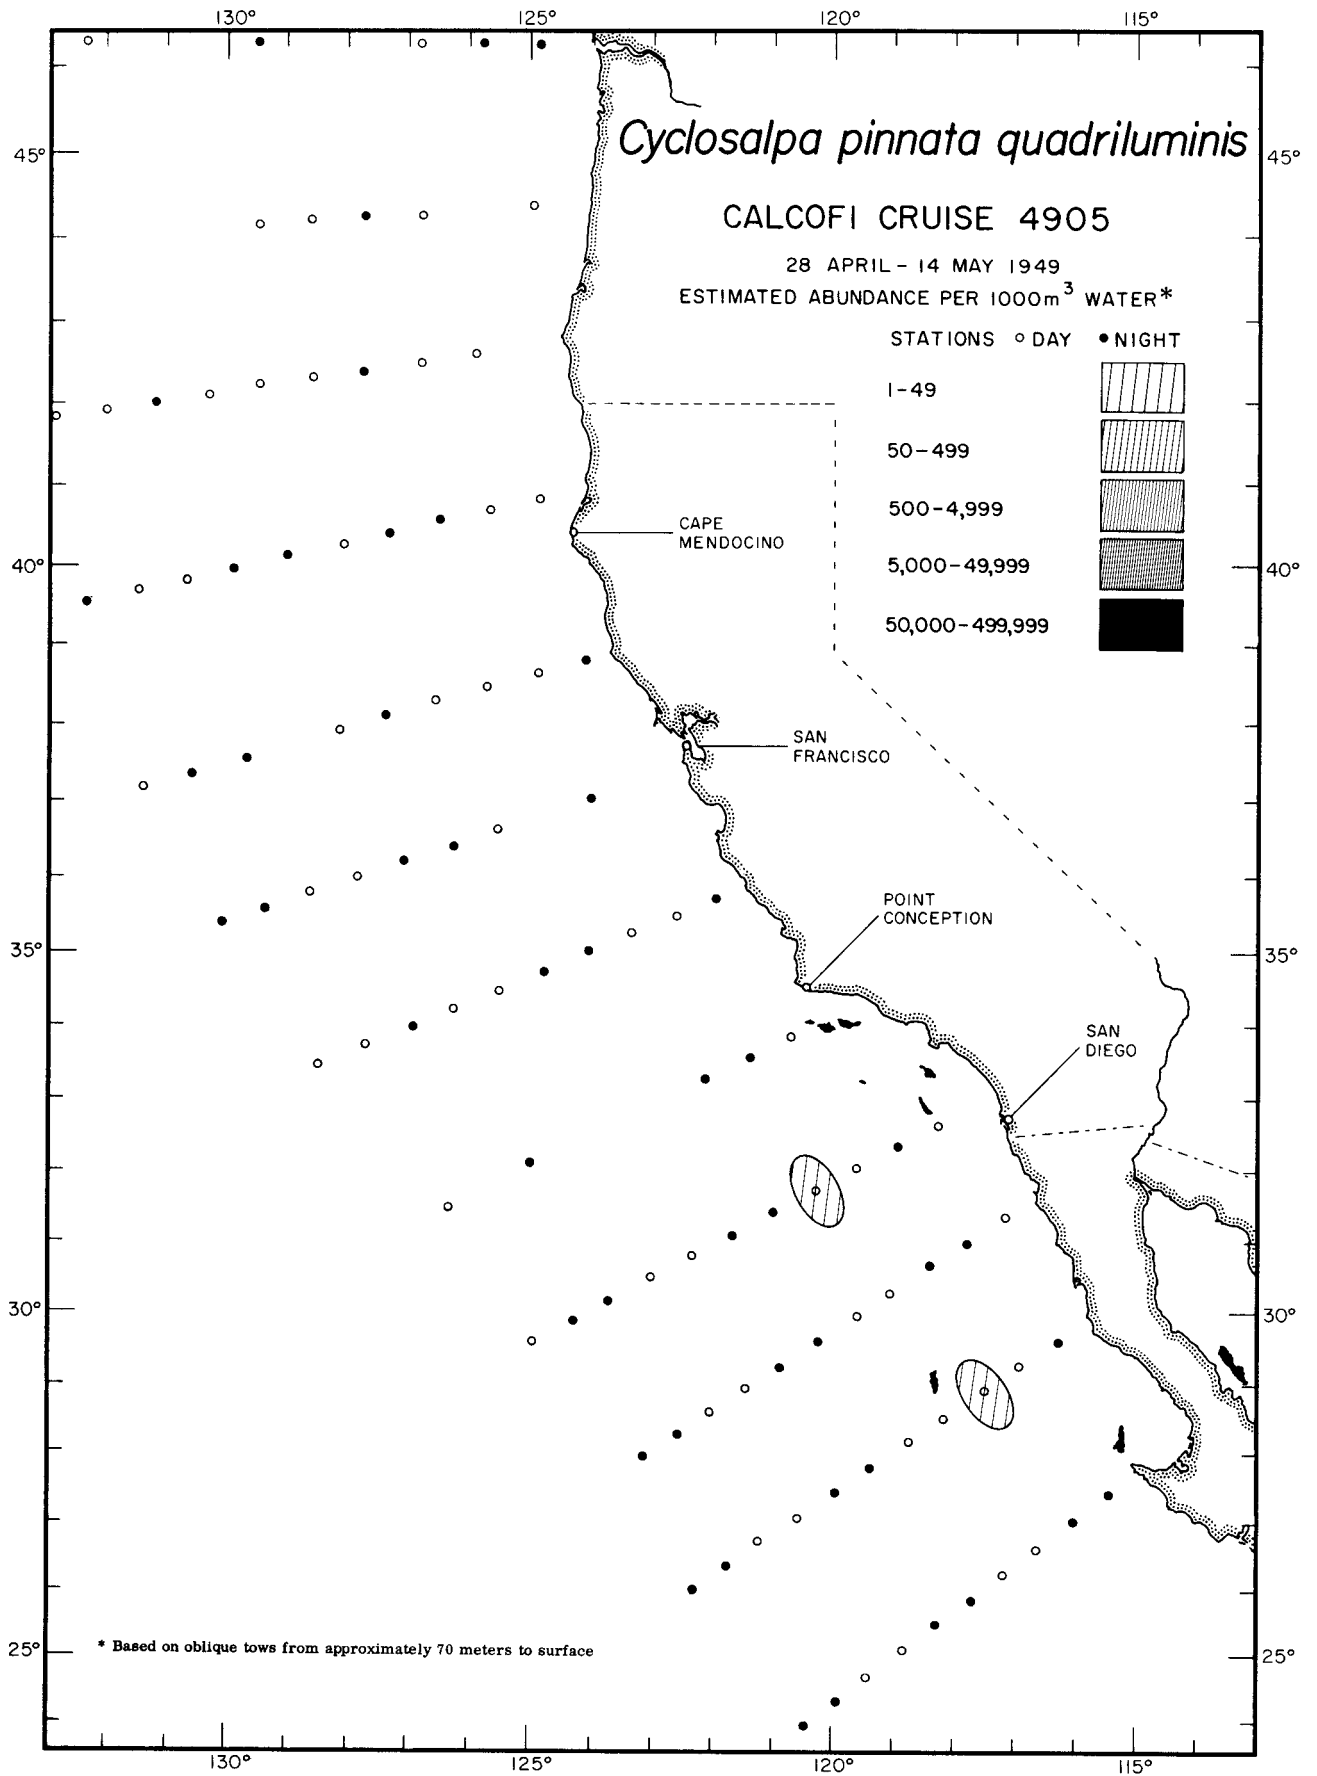 130° 125° 120° 115°
45° 45°
Cyclosalpa pinnata quadriluminis
CALCOFI CRUISE 4905
28 APRIL – 14 MAY 1949
ESTIMATED ABUNDANCE PER 1000m³ WATER*
STATIONS ○ DAY ● NIGHT
1–49
50–499
500–4,999
5,000–49,999
50,000–499,999
CAPE
MENDOCINO
40° 40°
SAN
FRANCISCO
POINT
CONCEPTION
35° 35°
SAN
DIEGO
30° 30°
* Based on oblique tows from approximately 70 meters to surface
25° 25°
130° 125° 120° 115°